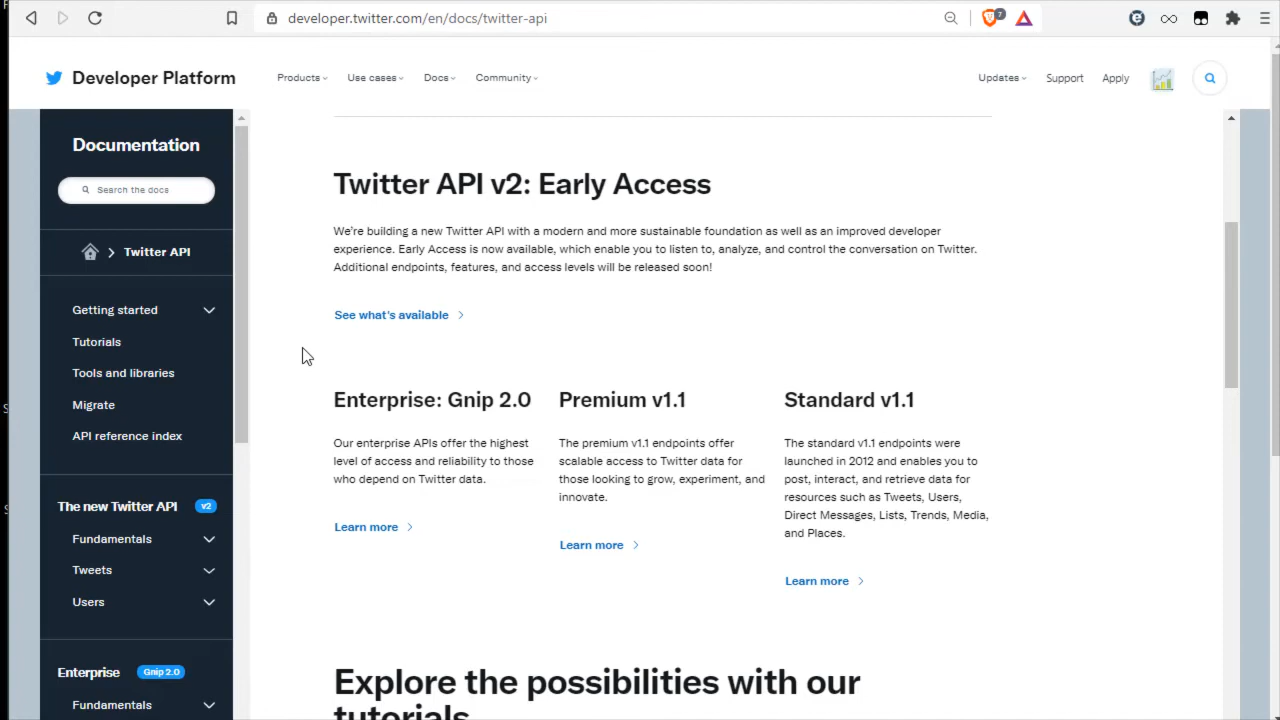 developer.twitter.com/en/docs/twitter-api
7
Developer Platform
Products
Use cases
Docs
Community
Updates
Support
Apply
Documentation
Search the docs
Twitter API
Getting started
Tutorials
Tools and libraries
Migrate
API reference index
The new Twitter API v2
Fundamentals
Tweets
Users
Enterprise Gnip 2.0
Fundamentals
Twitter API v2: Early Access
We're building a new Twitter API with a modern and more sustainable foundation as well as an improved developer
experience. Early Access is now available, which enable you to listen to, analyze, and control the conversation on Twitter.
Additional endpoints, features, and access levels will be released soon!
See what's available
Enterprise: Gnip 2.0
Our enterprise APIs offer the highest
level of access and reliability to those
who depend on Twitter data.
Learn more
Premium v1.1
The premium v1.1 endpoints offer
scalable access to Twitter data for
those looking to grow, experiment, and
innovate.
Learn more
Standard v1.1
The standard v1.1 endpoints were
launched in 2012 and enables you to
post, interact, and retrieve data for
resources such as Tweets, Users,
Direct Messages, Lists, Trends, Media,
and Places.
Learn more
Explore the possibilities with our
tutorials